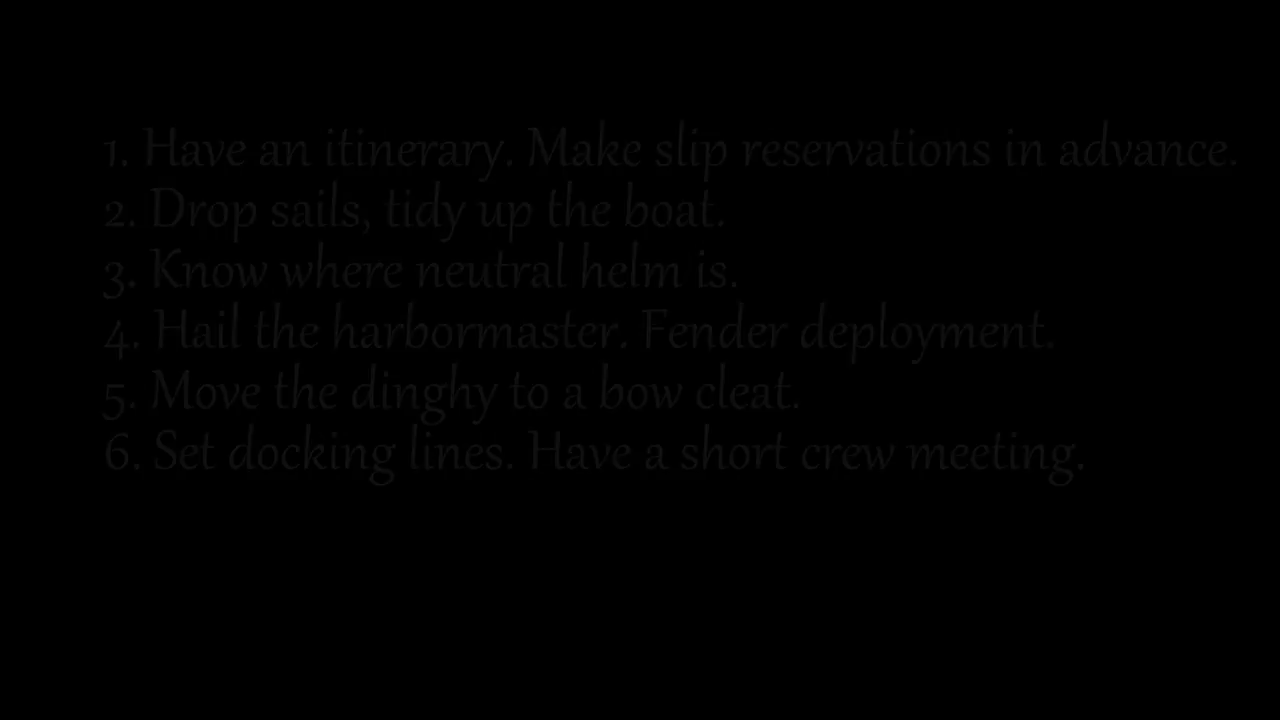 1. Have an itinerary. Make slip reservations in advance.
2. Drop sails, tidy up the boat.
3. Know where neutral helm is.
4. Hail the harbormaster. Fender deployment.
5. Move the dinghy to a bow cleat.
6. Set docking lines. Have a short crew meeting.